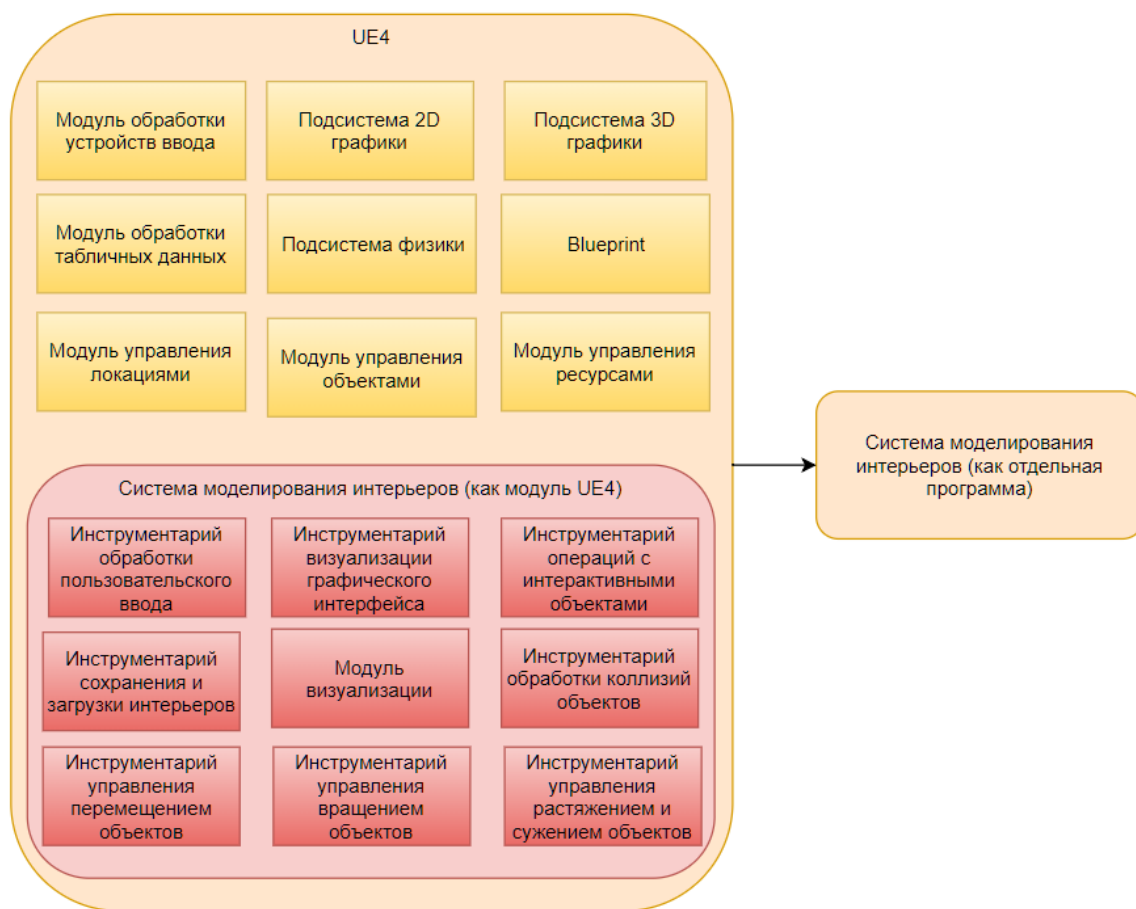 UE4
Модуль обработки
устройств ввода
Подсистема 2D
графики
Подсистема 3D
графики
Модуль обработки
табличных данных
Подсистема физики
Blueprint
Модуль управления
локациями
Модуль управления
объектами
Модуль управления
ресурсами
Система моделирования интерьеров (как модуль UE4)
Инструментарий
обработки
пользовательского
ввода
Инструментарий
визуализации
графического
интерфейса
Инструментарий
операций с
интерактивными
объектами
Инструментарий
сохранения и
загрузки интерьеров
Модуль
визуализации
Инструментарий
обработки коллизий
объектов
Инструментарий
управления
перемещением
объектов
Инструментарий
управления
вращением
объектов
Инструментарий
управления
растяжением и
сужением объектов
Система моделирования
интерьеров (как отдельная
программа)